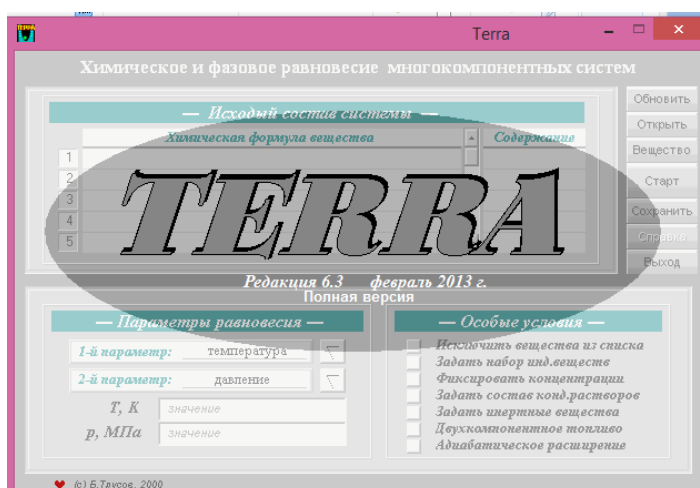 Terra
Химическое и фазовое равновесие многокомпонентных систем
— Исходый состав системы —
Химическая формула вещества Содержание
1
2
3
4
5
TERRA
Редакция 6.3 февраль 2013 г.
Полная версия
Обновить
Открыть
Вещество
Старт
Сохранить
Справка
Выход
— Параметры равновесия —
1-й параметр: температура
2-й параметр: давление
T, K значение
p, МПа значение
— Особые условия —
Исключить вещества из списка
Задать набор инд.веществ
Фиксировать концентрации
Задать состав конд.растворов
Задать инертные вещества
Двухкомпонентное топливо
Адиабатическое расширение
(c) Б.Трусов, 2000